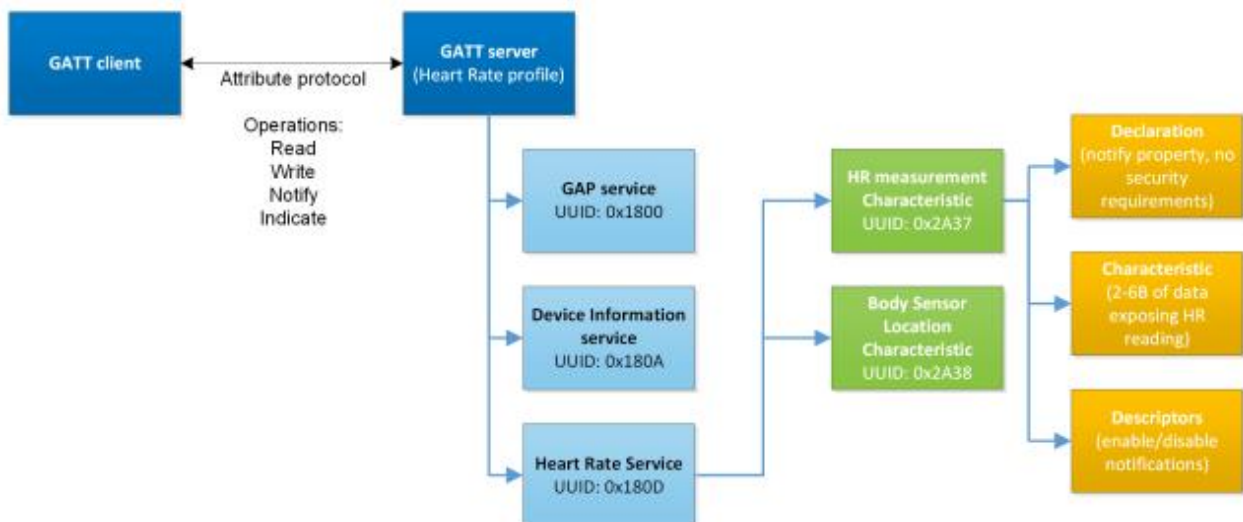 GATT client
Attribute protocol
Operations:
Read
Write
Notify
Indicate
GATT server
(Heart Rate profile)
GAP service
UUID: 0x1800
Device Information
service
UUID: 0x180A
Heart Rate Service
UUID: 0x180D
HR measurement
Characteristic
UUID: 0x2A37
Body Sensor
Location
Characteristic
UUID: 0x2A38
Declaration
(notify property, no
security
requirements)
Characteristic
(2-6B of data
exposing HR
reading)
Descriptors
(enable/disable
notifications)